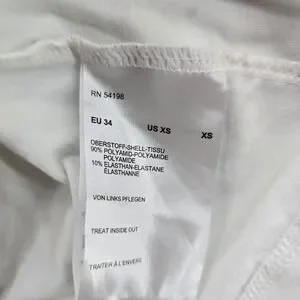 RN 54198
EU 34 US XS XS
OBERSTOFF-SHELL-TISSU
90% POLYAMID-POLYAMIDE
POLYAMIDE
10% ELASTHAN-ELASTANE
ÉLASTHANNE
VON LINKS PFLEGEN
TREAT INSIDE OUT
TRAITER À L'ENVERS